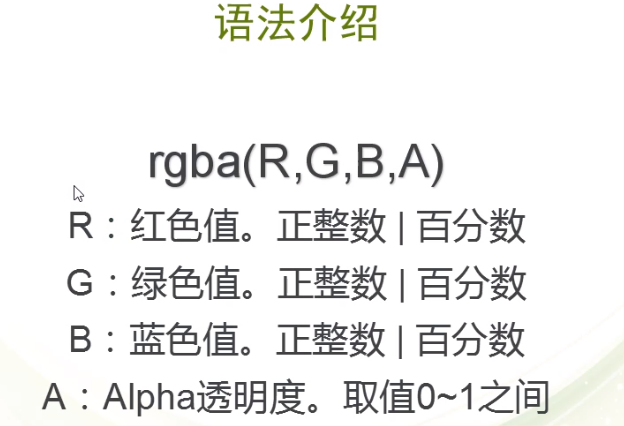 语法介绍
rgba(R,G,B,A)
R：红色值。正整数 | 百分数
G：绿色值。正整数 | 百分数
B：蓝色值。正整数 | 百分数
A：Alpha透明度。取值0~1之间